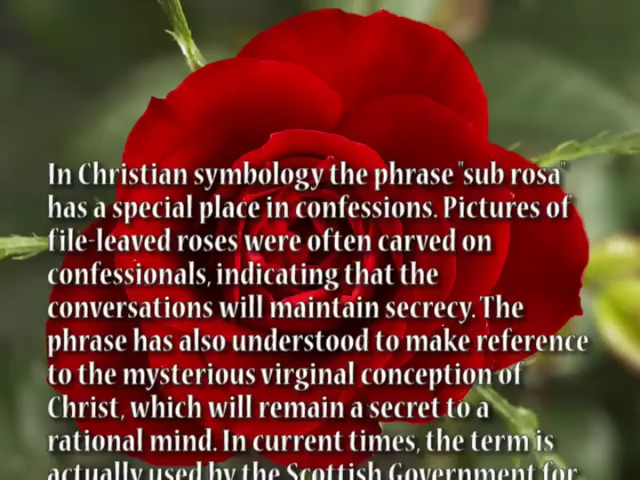 In Christian symbology the phrase "sub rosa"
has a special place in confessions. Pictures of
file-leaved roses were often carved on
confessionals, indicating that the
conversations will maintain secrecy. The
phrase has also understood to make reference
to the mysterious virginal conception of
Christ, which will remain a secret to a
rational mind. In current times, the term is
actually used by the Scottish Government for